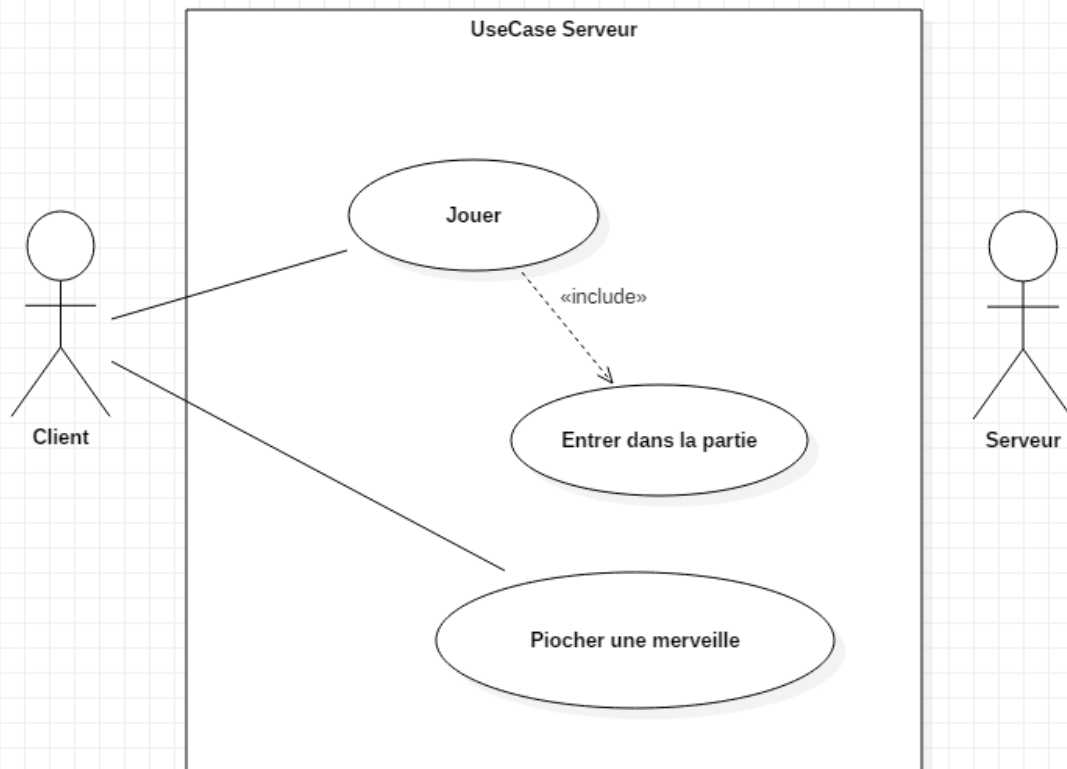 UseCase Serveur
Jouer
«include»
Client
Entrer dans la partie
Serveur
Piocher une merveille